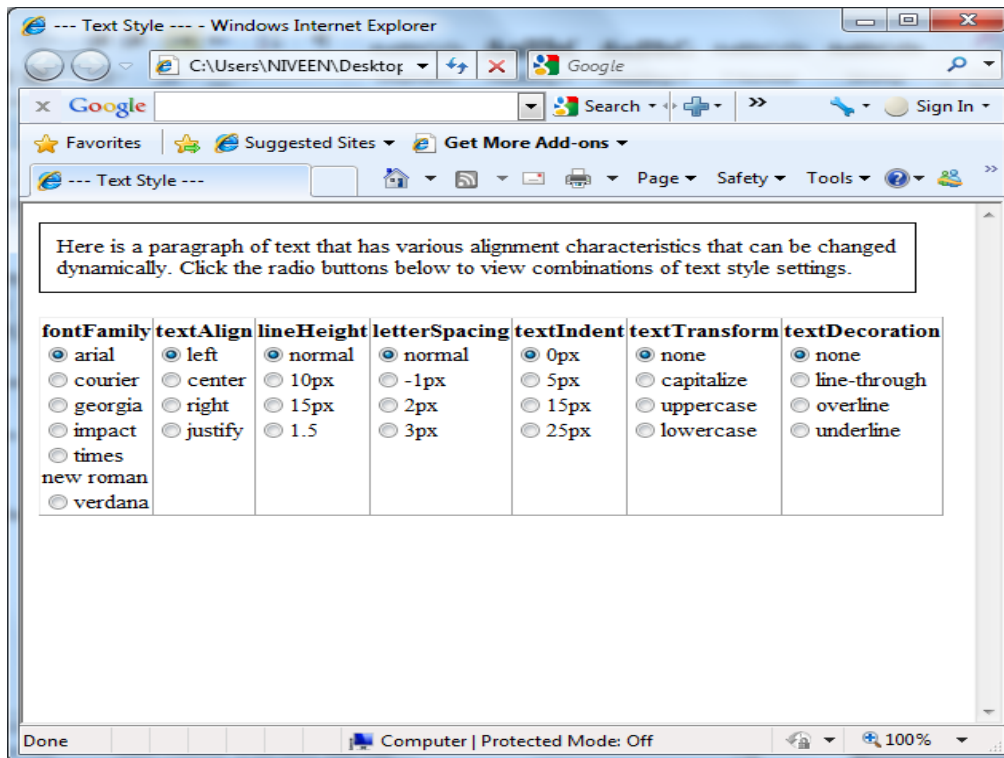 --- Text Style --- - Windows Internet Explorer
C:\Users\NIVEEN\Desktop
Google
x Google Search Sign In
Favorites Suggested Sites Get More Add-ons
--- Text Style --- Page Safety Tools
Here is a paragraph of text that has various alignment characteristics that can be changed
dynamically. Click the radio buttons below to view combinations of text style settings.
fontFamily textAlign lineHeight letterSpacing textIndent textTransform textDecoration
arial left normal normal 0px none none
courier center 10px -1px 5px capitalize line-through
georgia right 15px 2px 15px uppercase overline
impact justify 1.5 3px 25px lowercase underline
times
new roman
verdana
Done Computer | Protected Mode: Off 100%